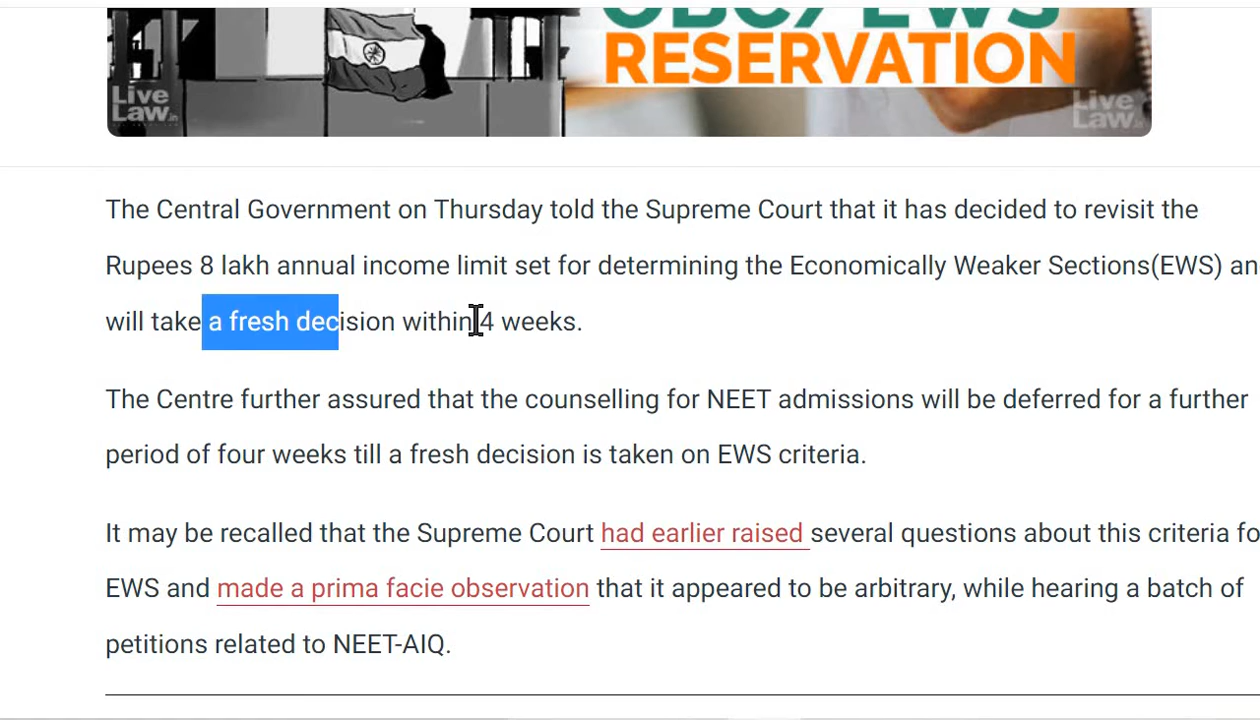 OBC/EWS
RESERVATION
Live
Law.in
Live
Law.in
The Central Government on Thursday told the Supreme Court that it has decided to revisit the
Rupees 8 lakh annual income limit set for determining the Economically Weaker Sections(EWS) an
will take a fresh decision within 4 weeks.
The Centre further assured that the counselling for NEET admissions will be deferred for a further
period of four weeks till a fresh decision is taken on EWS criteria.
It may be recalled that the Supreme Court had earlier raised several questions about this criteria fo
EWS and made a prima facie observation that it appeared to be arbitrary, while hearing a batch of
petitions related to NEET-AIQ.